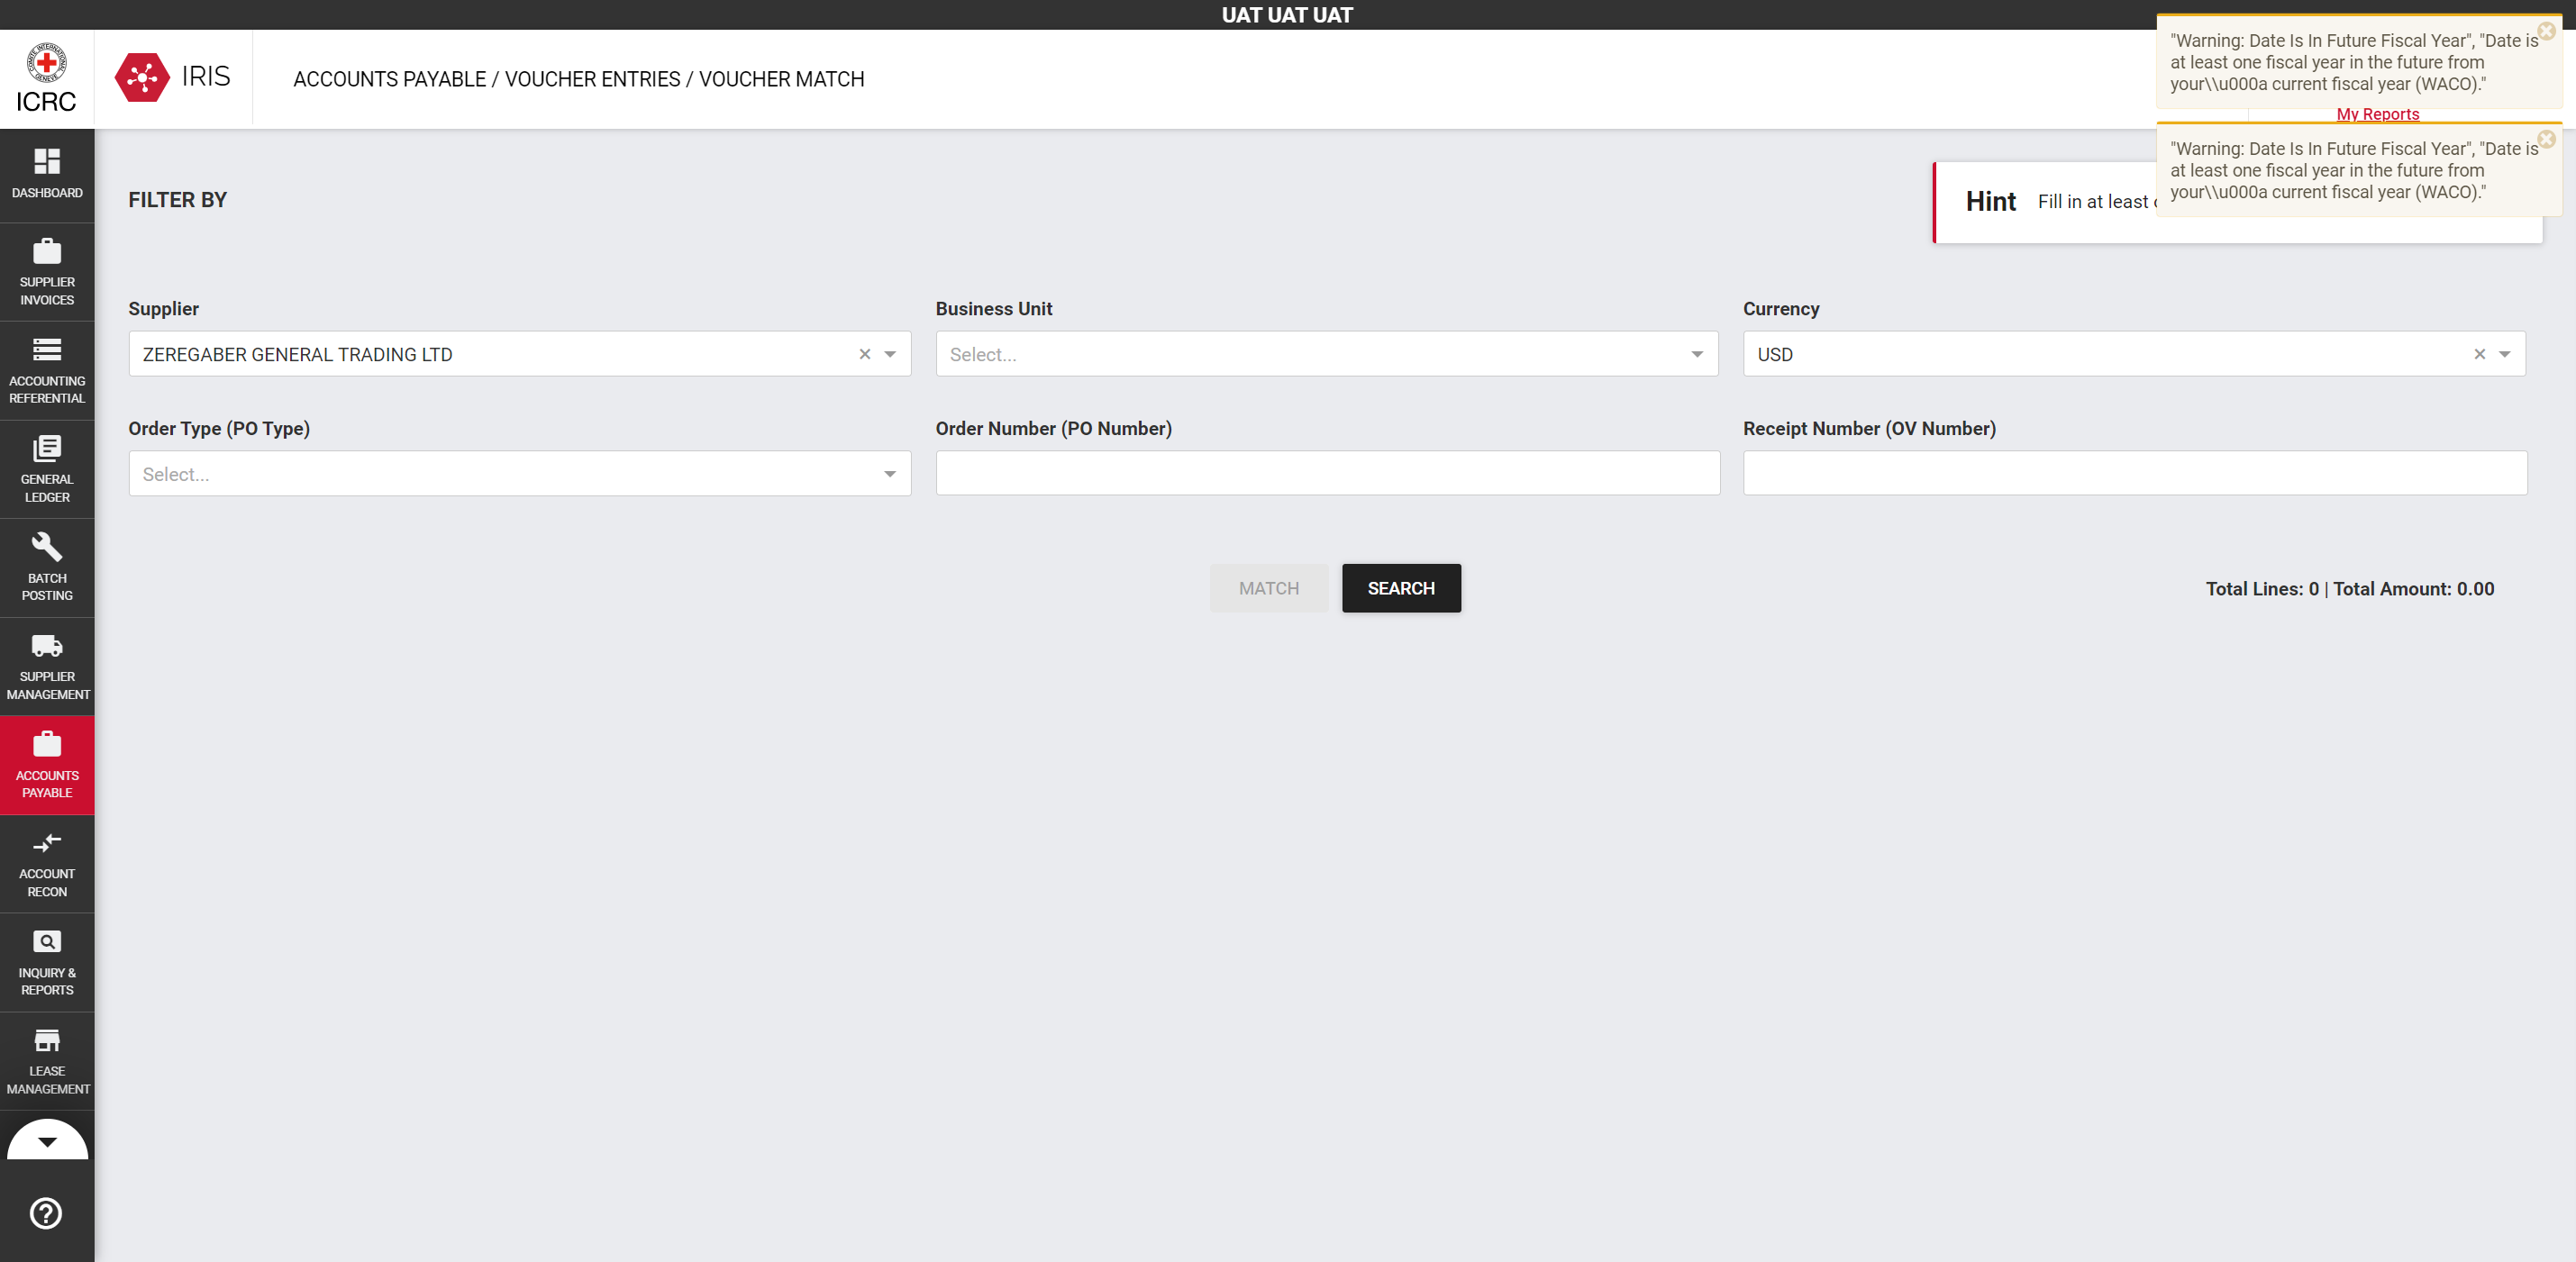 UAT UAT UAT
COMITE INTERNATIONAL GENEVE
ICRC
IRIS
ACCOUNTS PAYABLE / VOUCHER ENTRIES / VOUCHER MATCH
"Warning: Date Is In Future Fiscal Year", "Date is
at least one fiscal year in the future from
your\\u000a current fiscal year (WACO)."
My Reports
"Warning: Date Is In Future Fiscal Year", "Date is
at least one fiscal year in the future from
your\\u000a current fiscal year (WACO)."
DASHBOARD
SUPPLIER
INVOICES
ACCOUNTING
REFERENTIAL
GENERAL
LEDGER
BATCH
POSTING
SUPPLIER
MANAGEMENT
ACCOUNTS
PAYABLE
ACCOUNT
RECON
INQUIRY &
REPORTS
LEASE
MANAGEMENT
FILTER BY
Hint Fill in at least
Supplier
ZEREGABER GENERAL TRADING LTD
Business Unit
Select...
Currency
USD
Order Type (PO Type)
Select...
Order Number (PO Number)
Receipt Number (OV Number)
MATCH
SEARCH
Total Lines: 0 | Total Amount: 0.00